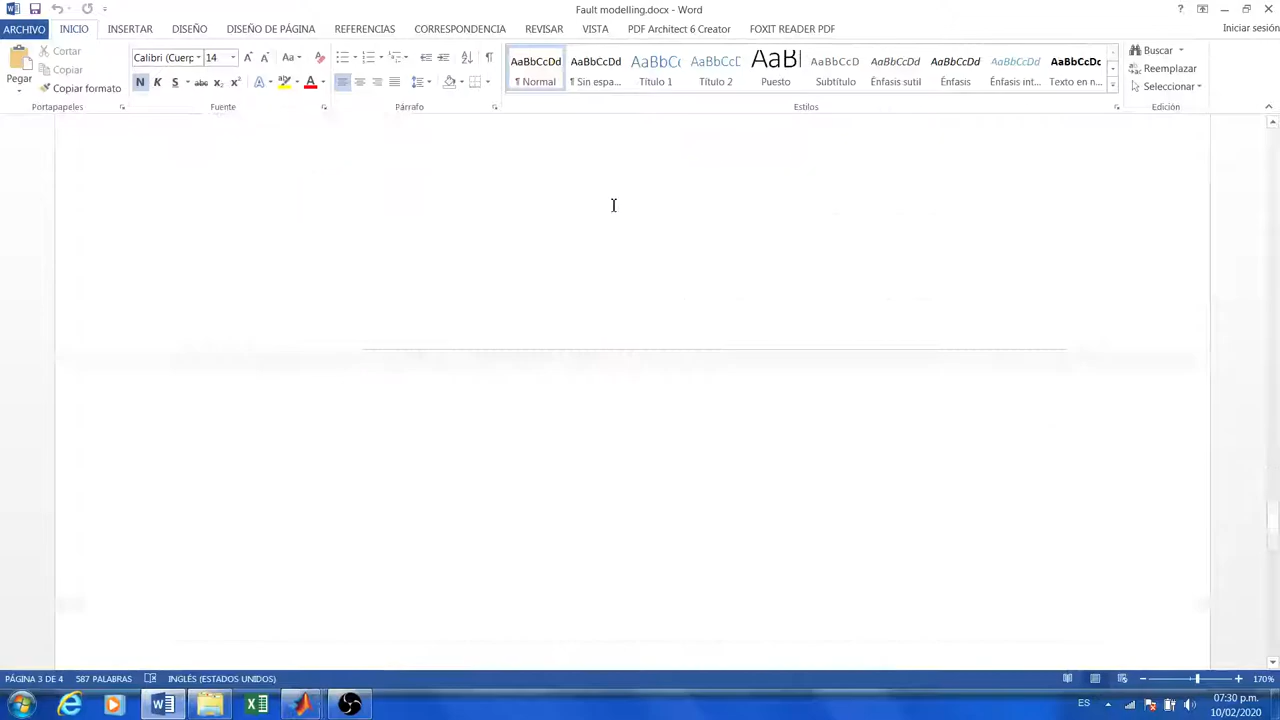 Fault modelling.docx - Word
ARCHIVO INICIO INSERTAR DISEÑO DISEÑO DE PÁGINA REFERENCIAS CORRESPONDENCIA REVISAR VISTA PDF Architect 6 Creator FOXIT READER PDF Iniciar sesión
Pegar
Cortar
Copiar
Copiar formato
Portapapeles
Calibri (Cuerp 14
N K S abc x₂ x²
Fuente
Párrafo
AaBbCcDd AaBbCcDd AaBbCc AaBbCcC AaBl AaBbCcD AaBbCcDd AaBbCcDd AaBbCcDd AaBbCcDc
¶ Normal ¶ Sin espa... Título 1 Título 2 Puesto Subtítulo Énfasis sutil Énfasis Énfasis int... Texto en n...
Estilos
Buscar
Reemplazar
Seleccionar
Edición
PÁGINA 3 DE 4 587 PALABRAS INGLÉS (ESTADOS UNIDOS) 170%
ES 07:30 p.m.
10/02/2020